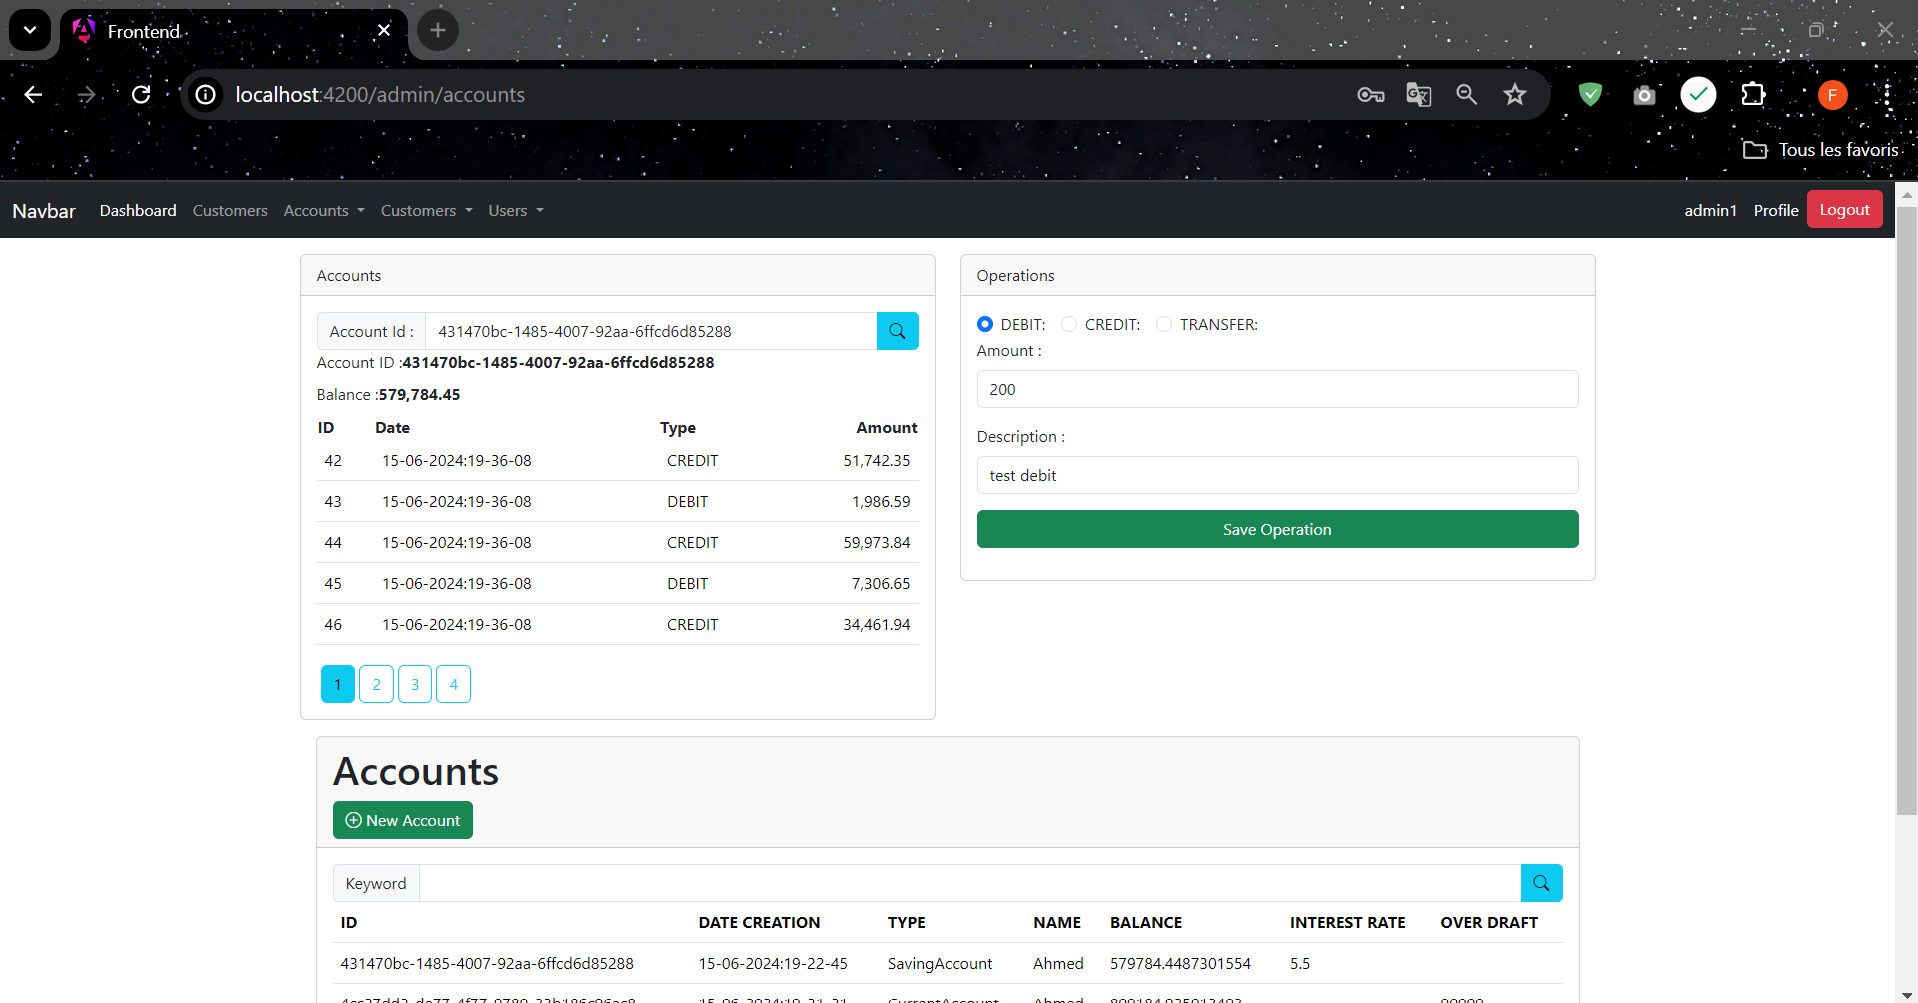 Frontend
localhost:4200/admin/accounts
F
Tous les favoris
Navbar Dashboard Customers Accounts Customers Users admin1 Profile Logout
Accounts
Account Id : 431470bc-1485-4007-92aa-6ffcd6d85288
Account ID :431470bc-1485-4007-92aa-6ffcd6d85288
Balance :579,784.45
ID Date Type Amount
42 15-06-2024:19-36-08 CREDIT 51,742.35
43 15-06-2024:19-36-08 DEBIT 1,986.59
44 15-06-2024:19-36-08 CREDIT 59,973.84
45 15-06-2024:19-36-08 DEBIT 7,306.65
46 15-06-2024:19-36-08 CREDIT 34,461.94
1 2 3 4
Operations
DEBIT: CREDIT: TRANSFER:
Amount :
200
Description :
test debit
Save Operation
Accounts
New Account
Keyword
ID DATE CREATION TYPE NAME BALANCE INTEREST RATE OVER DRAFT
431470bc-1485-4007-92aa-6ffcd6d85288 15-06-2024:19-22-45 SavingAccount Ahmed 579784.4487301554 5.5
CurrentAccount Ahmed